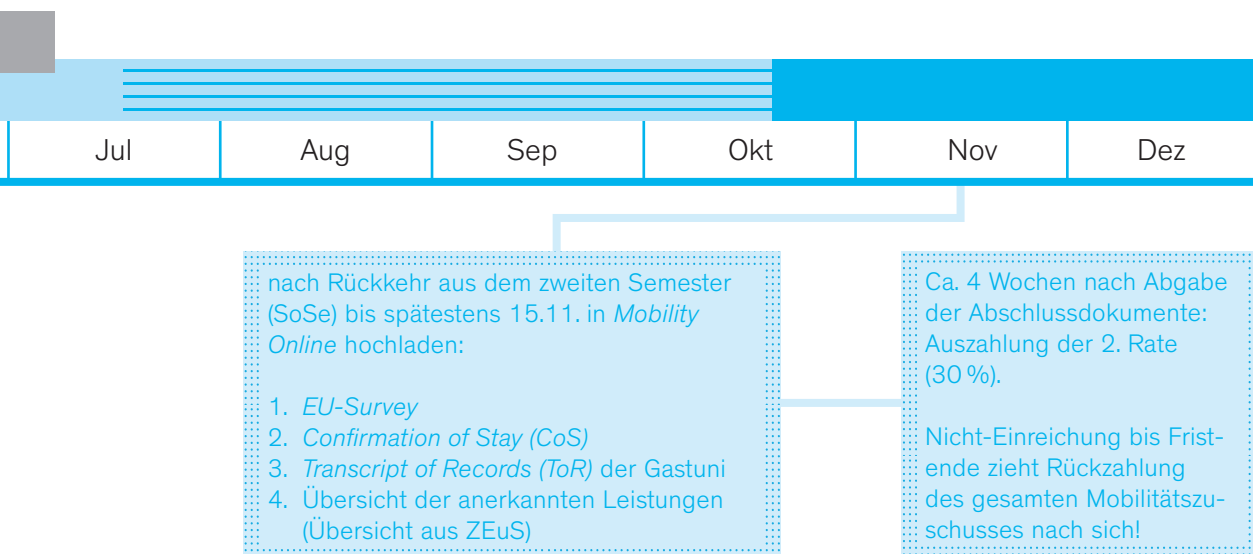 Jul Aug Sep Okt Nov Dez
nach Rückkehr aus dem zweiten Semester
(SoSe) bis spätestens 15.11. in Mobility
Online hochladen:
1. EU-Survey
2. Confirmation of Stay (CoS)
3. Transcript of Records (ToR) der Gastuni
4. Übersicht der anerkannten Leistungen
(Übersicht aus ZEuS)
Ca. 4 Wochen nach Abgabe
der Abschlussdokumente:
Auszahlung der 2. Rate
(30 %).
Nicht-Einreichung bis Frist-
ende zieht Rückzahlung
des gesamten Mobilitätszu-
schusses nach sich!